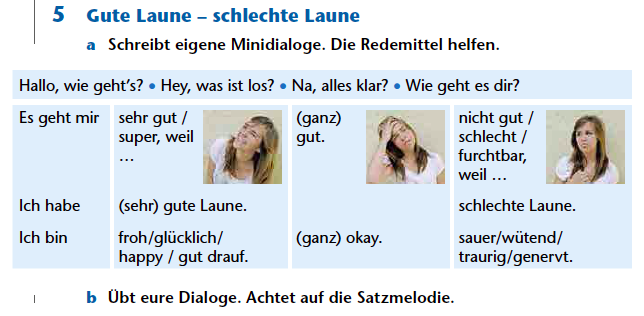 5 Gute Laune – schlechte Laune
a Schreibt eigene Minidialoge. Die Redemittel helfen.
Hallo, wie geht's? • Hey, was ist los? • Na, alles klar? • Wie geht es dir?
Es geht mir
sehr gut /
super, weil
…
(ganz)
gut.
nicht gut /
schlecht /
furchtbar,
weil …
Ich habe
(sehr) gute Laune.
schlechte Laune.
Ich bin
froh/glücklich/
happy / gut drauf.
(ganz) okay.
sauer/wütend/
traurig/genervt.
b Übt eure Dialoge. Achtet auf die Satzmelodie.